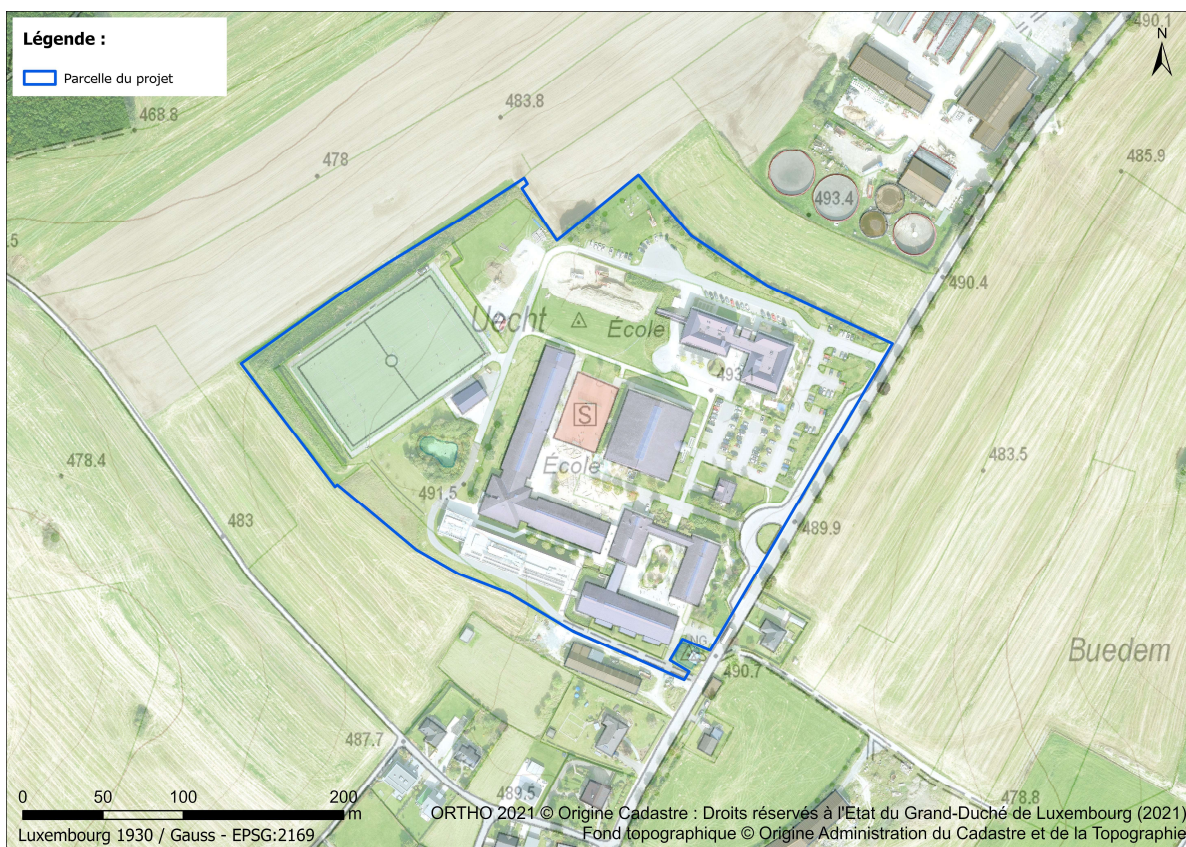 Légende :
Parcelle du projet
490.1
N
468.8
483.8
478
485.9
493.4
.5
490.4
Uecht
École
493.1
S
École
478.4
491.5
483
483.5
489.9
NG
490.7
Buedem
487.7
489.5
478.8
0 50 100 200
m
ORTHO 2021 © Origine Cadastre : Droits réservés à l'Etat du Grand-Duché de Luxembourg (2021)
Luxembourg 1930 / Gauss - EPSG:2169
Fond topographique © Origine Administration du Cadastre et de la Topographie